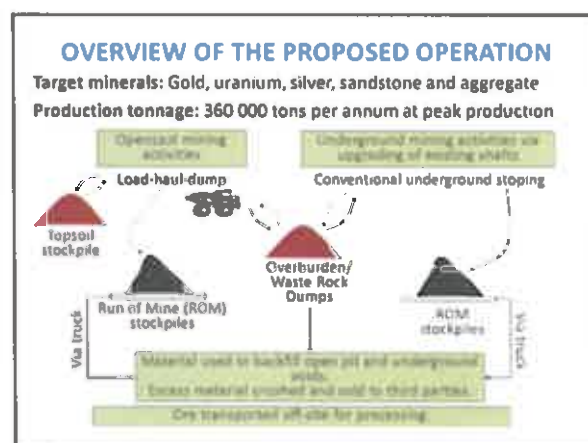 OVERVIEW OF THE PROPOSED OPERATION
Target minerals: Gold, uranium, silver, sandstone and aggregate
Production tonnage: 360 000 tons per annum at peak production
Opencast mining
activities
Underground mining activities via
upgrading of existing shafts
Load-haul-dump
Conventional underground stoping
Topsoil
stockpile
Overburden/
Waste Rock
Dumps
Run of Mine (ROM)
stockpiles
ROM
stockpiles
Via truck
Via truck
Material used to backfill open pit and underground
voids.
Excess material crushed and sold to third parties.
Ore transported off-site for processing.